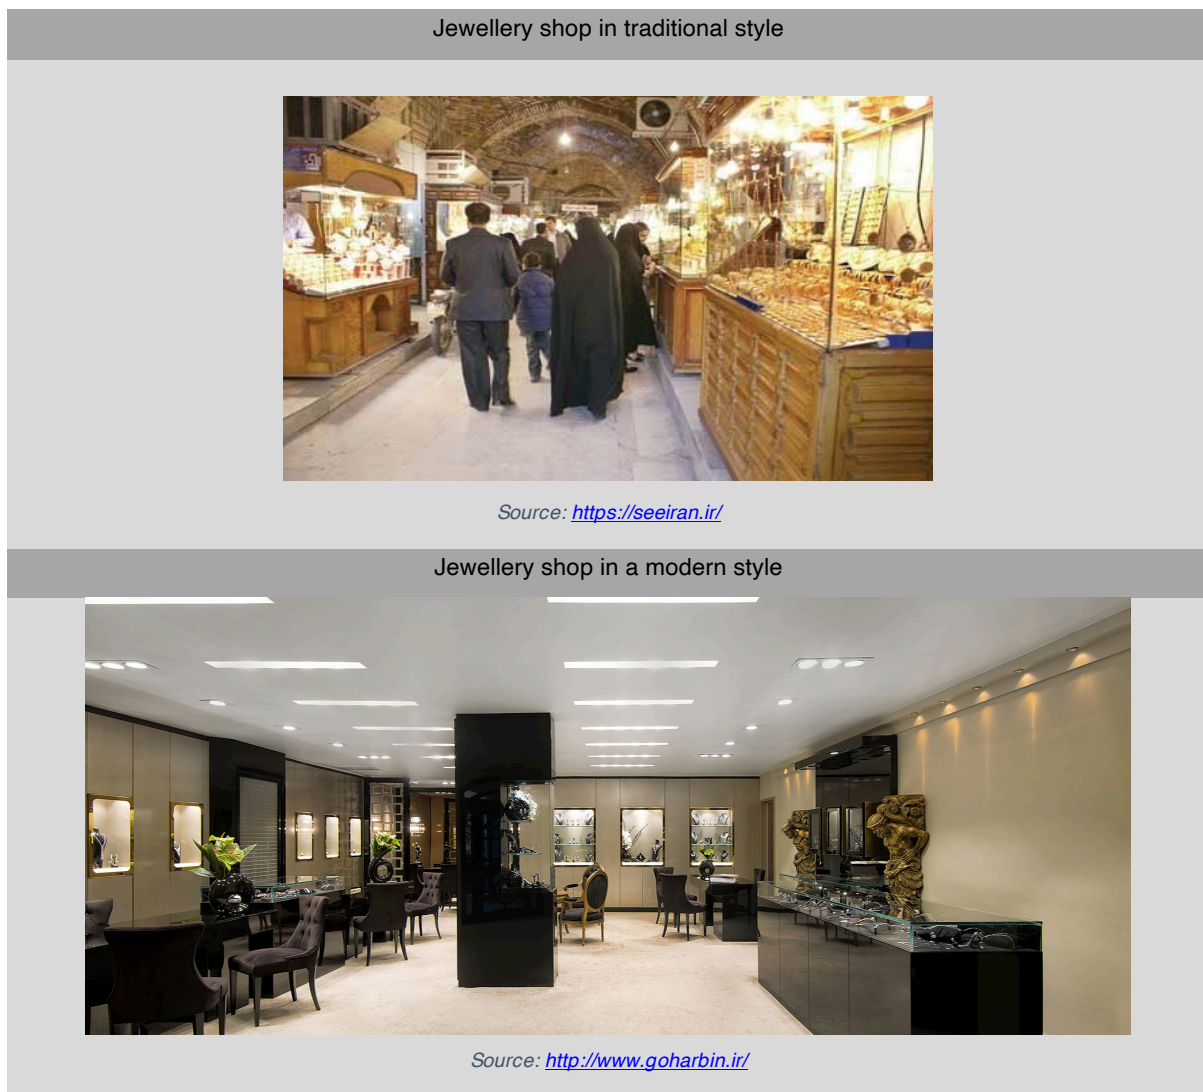 Jewellery shop in traditional style
Source: https://seeiran.ir/
Jewellery shop in a modern style
Source: http://www.goharbin.ir/